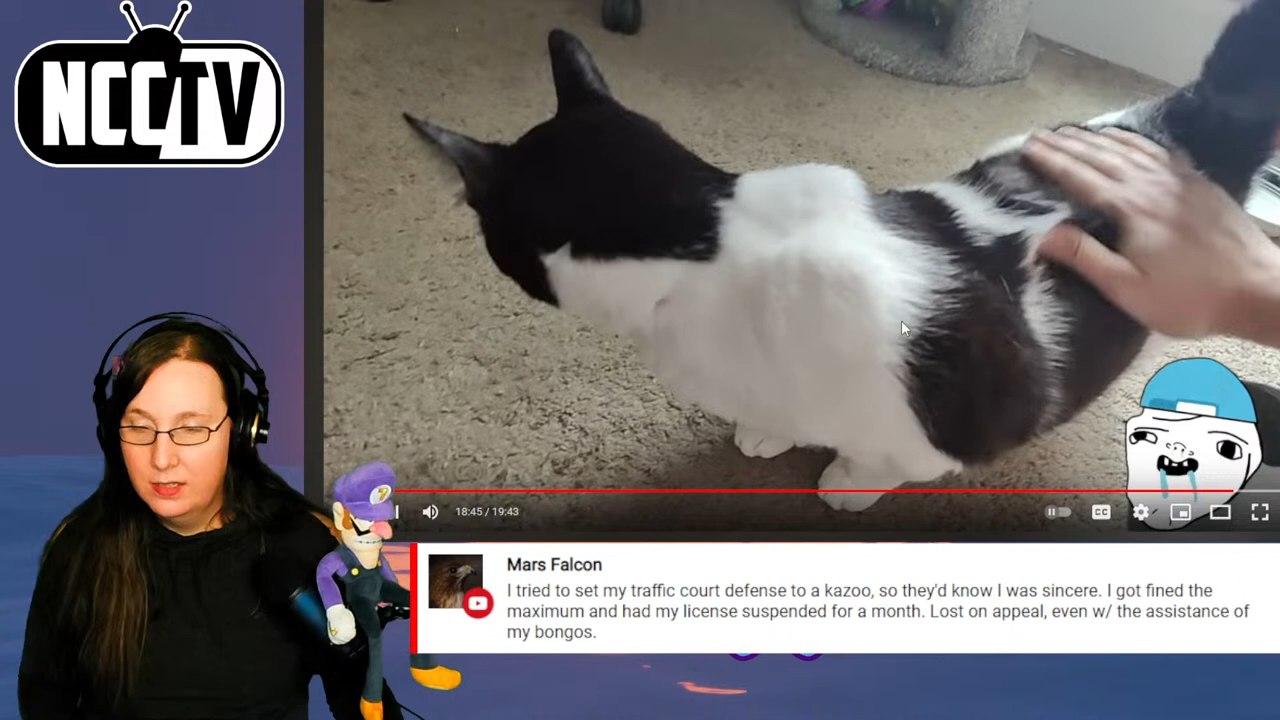 NCCTV
18:45 / 19:43
CC
Mars Falcon
I tried to set my traffic court defense to a kazoo, so they'd know I was sincere. I got fined the
maximum and had my license suspended for a month. Lost on appeal, even w/ the assistance of
my bongos.